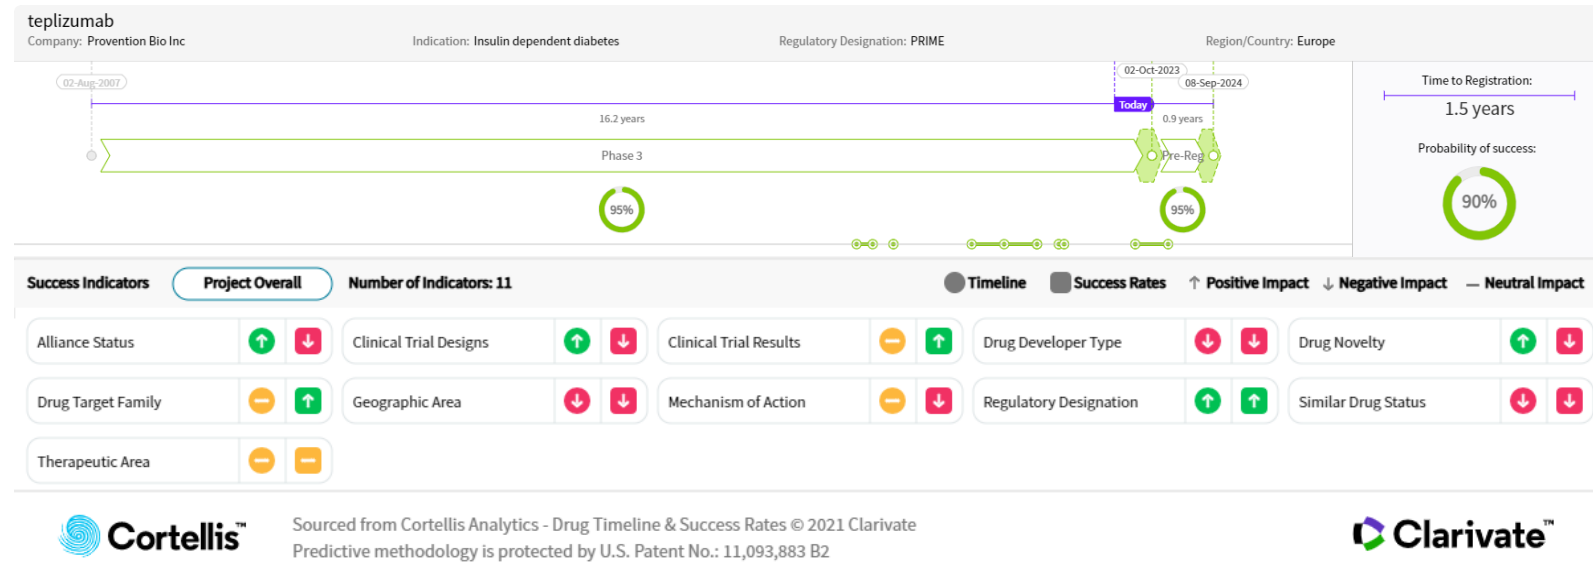 teplizumab
Company: Provention Bio Inc Indication: Insulin dependent diabetes Regulatory Designation: PRIME Region/Country: Europe
02-Aug-2007 02-Oct-2023 08-Sep-2024
Time to Registration:
Today
1.5 years
16.2 years 0.9 years
Phase 3 Pre-Reg
Probability of success:
95% 95% 90%
Success Indicators Project Overall Number of Indicators: 11 Timeline Success Rates ↑ Positive Impact ↓ Negative Impact — Neutral Impact
Alliance Status Clinical Trial Designs Clinical Trial Results Drug Developer Type Drug Novelty
Drug Target Family Geographic Area Mechanism of Action Regulatory Designation Similar Drug Status
Therapeutic Area
Cortellis™ Sourced from Cortellis Analytics - Drug Timeline & Success Rates © 2021 Clarivate
Predictive methodology is protected by U.S. Patent No.: 11,093,883 B2
Clarivate™